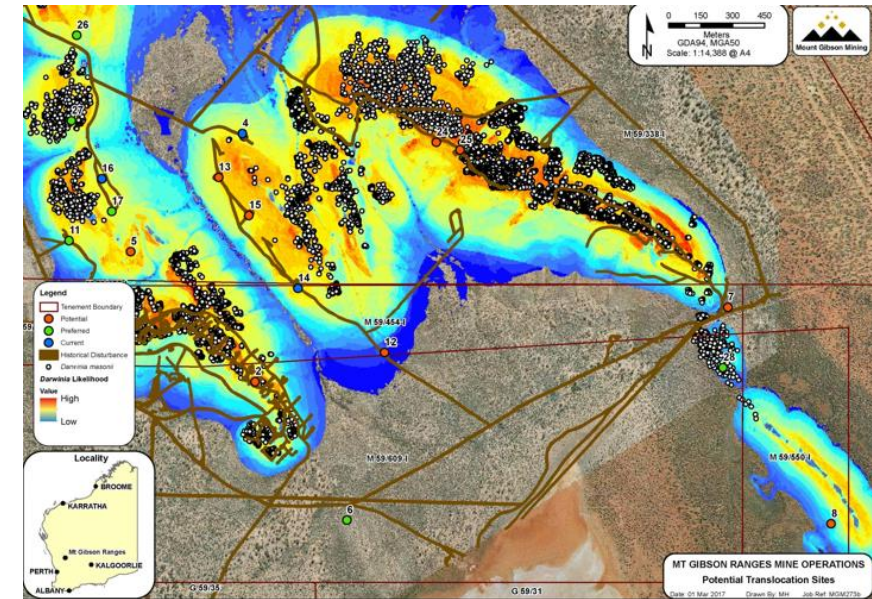 26
0 150 300 450
Meters
GDA94, MGA50
Scale: 1:14,388 @ A4
N
Mount Gibson Mining
27
4
24
25
M 59/338-I
16
13
17
15
11
5
14
7
M 59/454-I
12
28
2
Legend
Tenement Boundary
Potential
Preferred
Current
Historical Disturbance
Darwinia masonii
Darwinia Likelihood
Value
High
Low
M 59/609-I
M 59/550-I
6
8
Locality
BROOME
KARRATHA
Mt Gibson Ranges
KALGOORLIE
PERTH
ALBANY
G 59/35
G 59/31
MT GIBSON RANGES MINE OPERATIONS
Potential Translocation Sites
Date: 01 Mar 2017 Drawn By: MH Job Ref: MGM273b